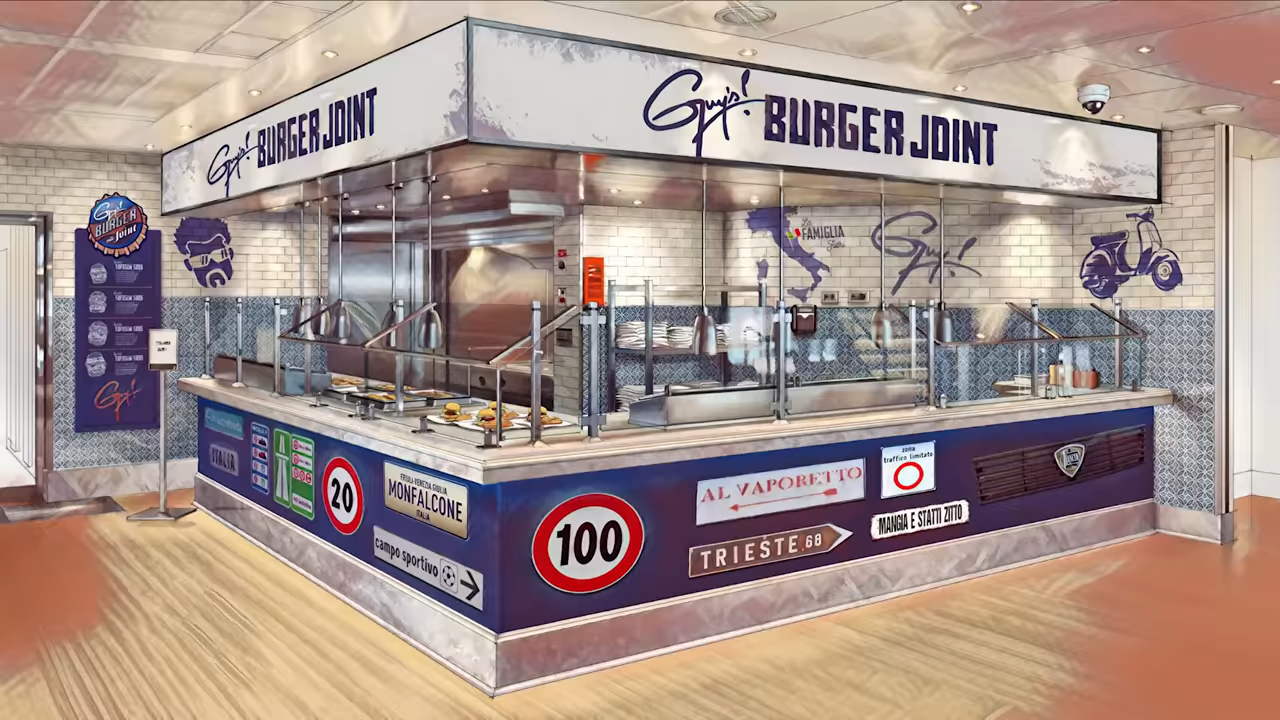 Guy's! BURGER JOINT
Guy's! BURGER JOINT
Guy's!
BURGER
Joint
La
FAMIGLIA
Fieri
Guy!
ITALIA
20
FRIULI-VENEZIA GIULIA
MONFALCONE
ITALIA
campo sportivo
100
AL VAPORETTO
TRIESTE.68
zona
traffico limitato
MANGIA E STATTI ZITTO